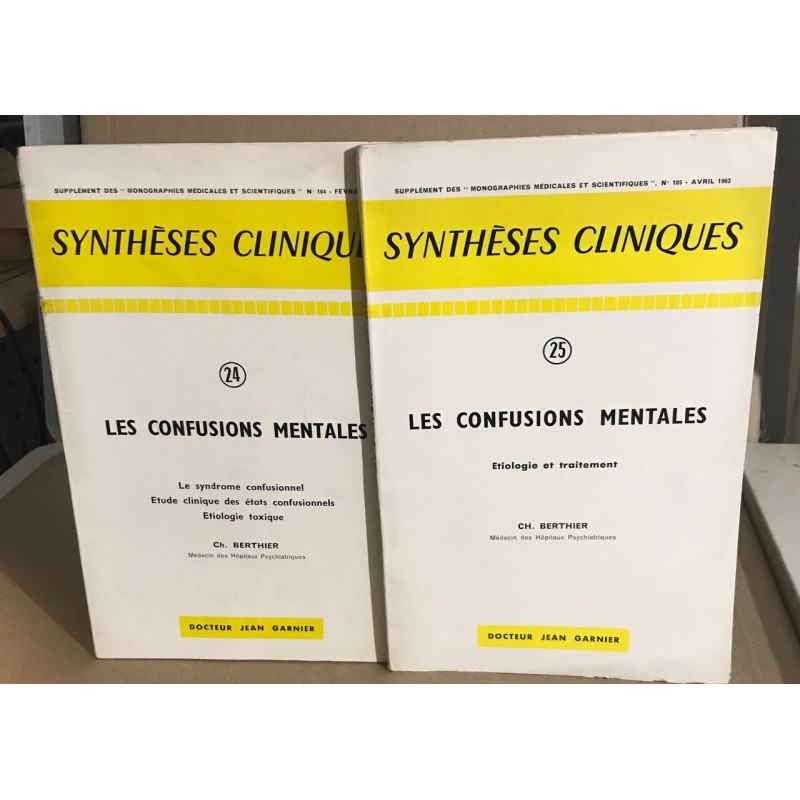 SUPPLÉMENT DES "MONOGRAPHIES MÉDICALES ET SCIENTIFIQUES" N° 104 - FÉVRI
SYNTHÈSES CLINIQUE
24
LES CONFUSIONS MENTALES
Le syndrome confusionnel
Etude clinique des états confusionnels
Etiologie toxique
Ch. BERTHIER
Médecin des Hôpitaux Psychiatriques
DOCTEUR JEAN GARNIER
SUPPLÉMENT DES "MONOGRAPHIES MÉDICALES ET SCIENTIFIQUES", N° 105 - AVRIL 1963
SYNTHÈSES CLINIQUES
25
LES CONFUSIONS MENTALES
Etiologie et traitement
CH. BERTHIER
Médecin des Hôpitaux Psychiatriques
DOCTEUR JEAN GARNIER